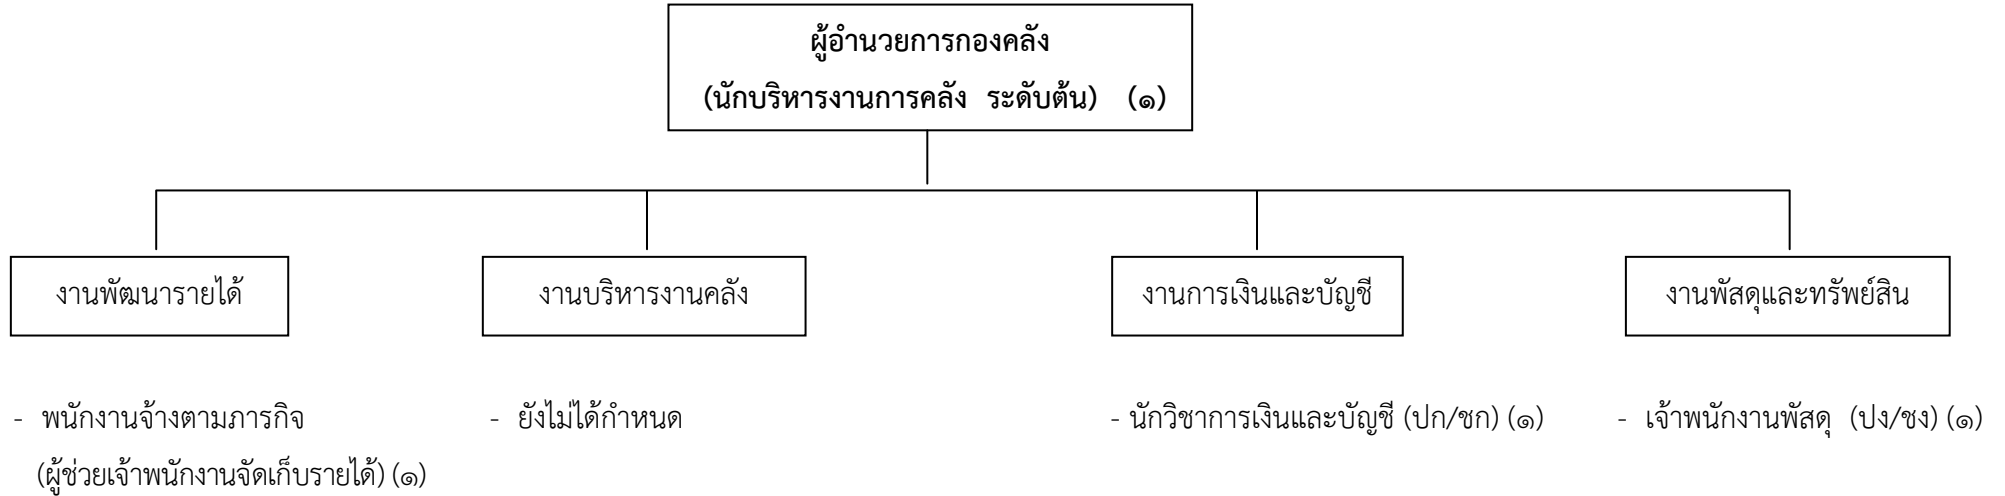 ผู้อำนวยการกองคลัง
(นักบริหารงานการคลัง ระดับต้น) (๑)
งานพัฒนารายได้
งานบริหารงานคลัง
งานการเงินและบัญชี
งานพัสดุและทรัพย์สิน
- พนักงานจ้างตามภารกิจ
(ผู้ช่วยเจ้าพนักงานจัดเก็บรายได้) (๑)
- ยังไม่ได้กำหนด
- นักวิชาการเงินและบัญชี (ปก/ชก) (๑)
- เจ้าพนักงานพัสดุ (ปง/ชง) (๑)